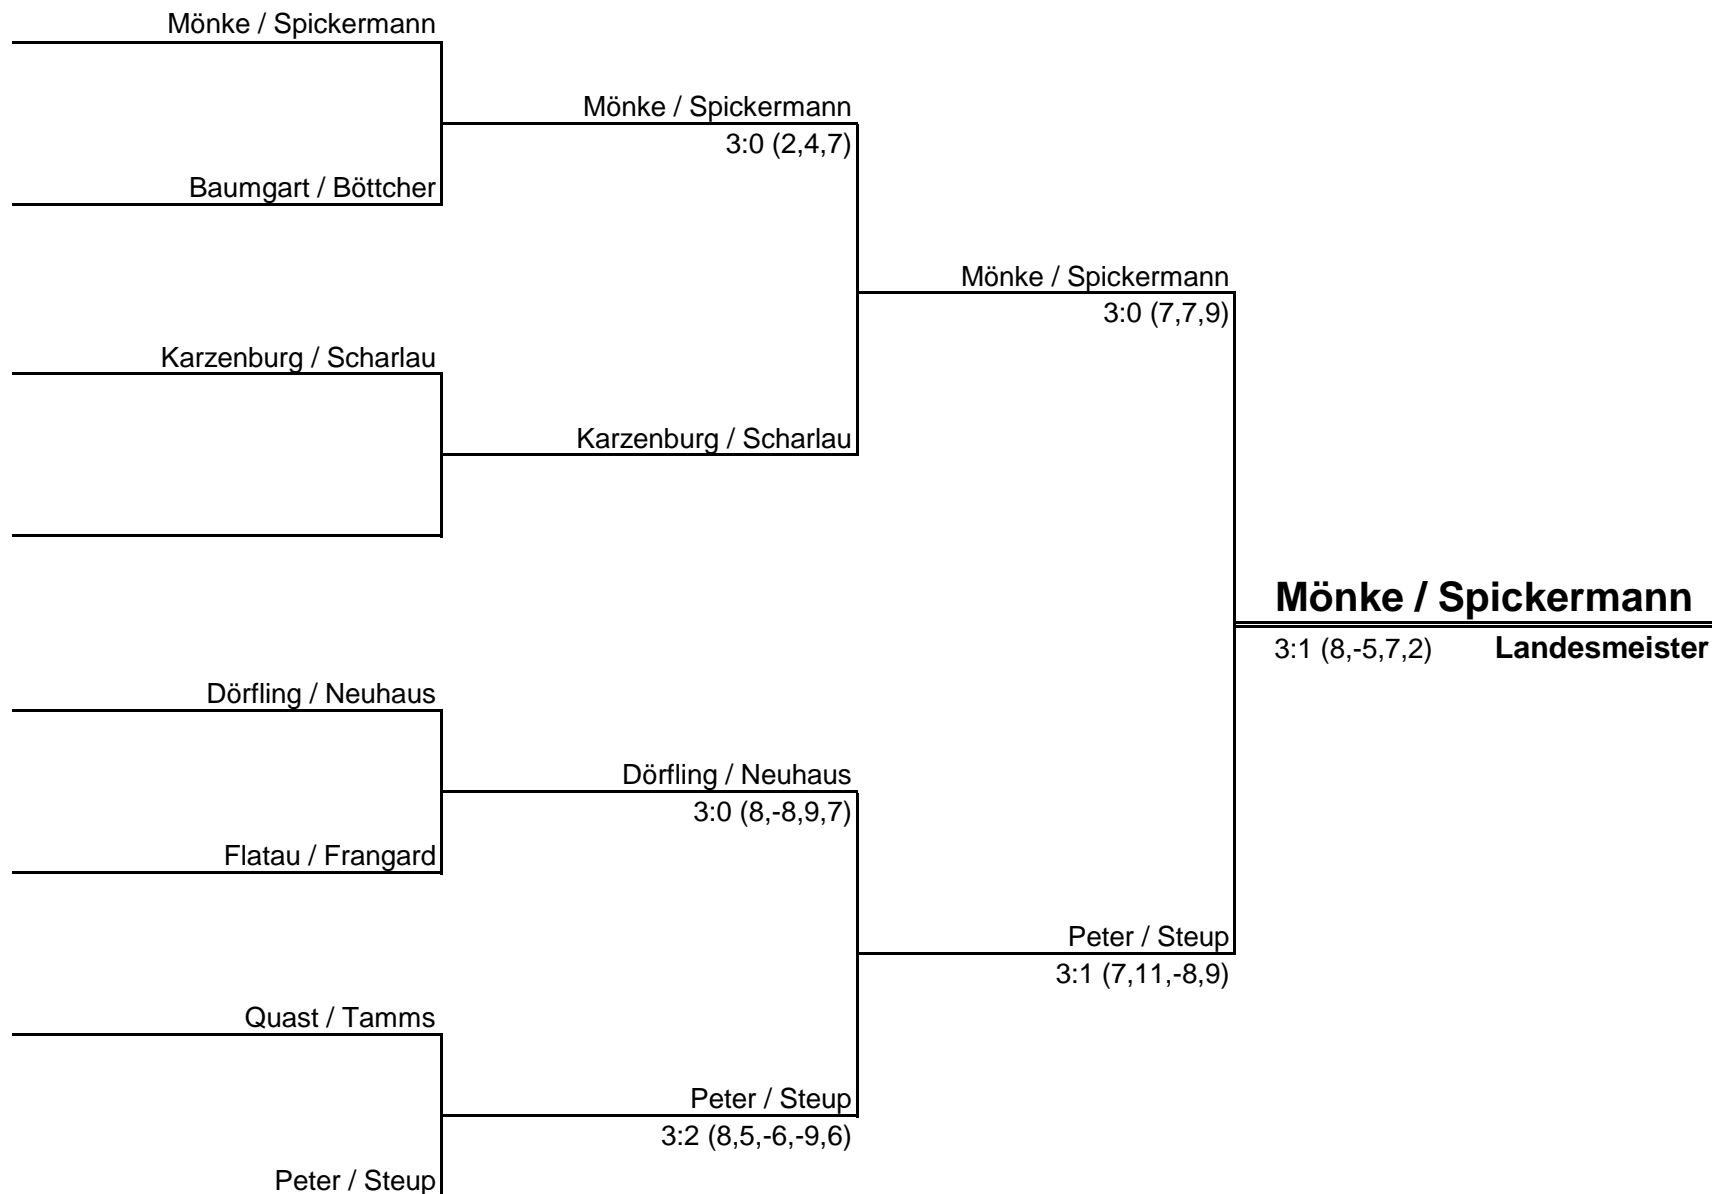 Mönke / Spickermann
Mönke / Spickermann
3:0 (2,4,7)
Baumgart / Böttcher
Mönke / Spickermann
3:0 (7,7,9)
Karzenburg / Scharlau
Karzenburg / Scharlau
Mönke / Spickermann
3:1 (8,-5,7,2) Landesmeister
Dörfling / Neuhaus
Dörfling / Neuhaus
3:0 (8,-8,9,7)
Flatau / Frangard
Peter / Steup
3:1 (7,11,-8,9)
Quast / Tamms
Peter / Steup
3:2 (8,5,-6,-9,6)
Peter / Steup